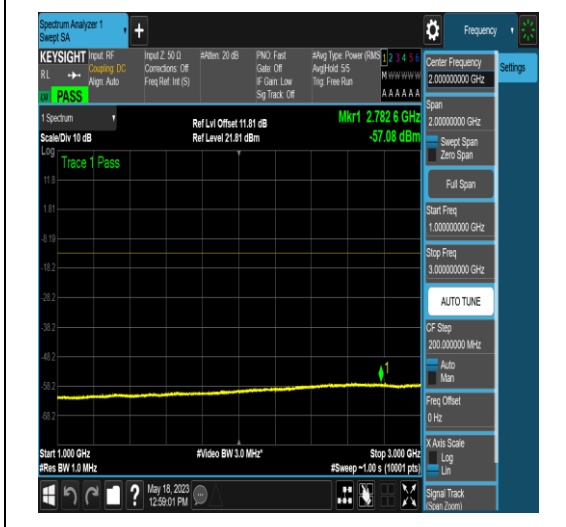 Spectrum Analyzer 1
Swept SA
+
Frequency
KEYSIGHT
Input: RF
Coupling: DC
Align: Auto
Input Z: 50 Ω
Corrections: Off
Freq Ref: Int (S)
#Atten: 20 dB
PNO: Fast
Gate: Off
IF Gain: Low
Sig Track: Off
#Avg Type: Power (RMS)
Avg|Hold: 5/5
Trig: Free Run
1 2 3 4 5 6
M W W W W W
A A A A A A
RL
PASS
Center Frequency
2.000000000 GHz
Settings
Span
2.00000000 GHz
Swept Span
Zero Span
Full Span
Start Freq
1.000000000 GHz
Stop Freq
3.000000000 GHz
AUTO TUNE
CF Step
200.000000 MHz
Auto
Man
Freq Offset
0 Hz
X Axis Scale
Log
Lin
Signal Track
(Span Zoom)
1 Spectrum
Scale/Div 10 dB
Ref Lvl Offset 11.81 dB
Ref Level 21.81 dBm
Mkr1 2.782 6 GHz
-57.08 dBm
Log
Trace 1 Pass
11.8
1.81
-8.19
-18.2
-28.2
-38.2
-48.2
-58.2
-68.2
1
Start 1.000 GHz
#Res BW 1.0 MHz
#Video BW 3.0 MHz*
Stop 3.000 GHz
#Sweep ~1.00 s (10001 pts)
?
May 18, 2023
12:59:01 PM